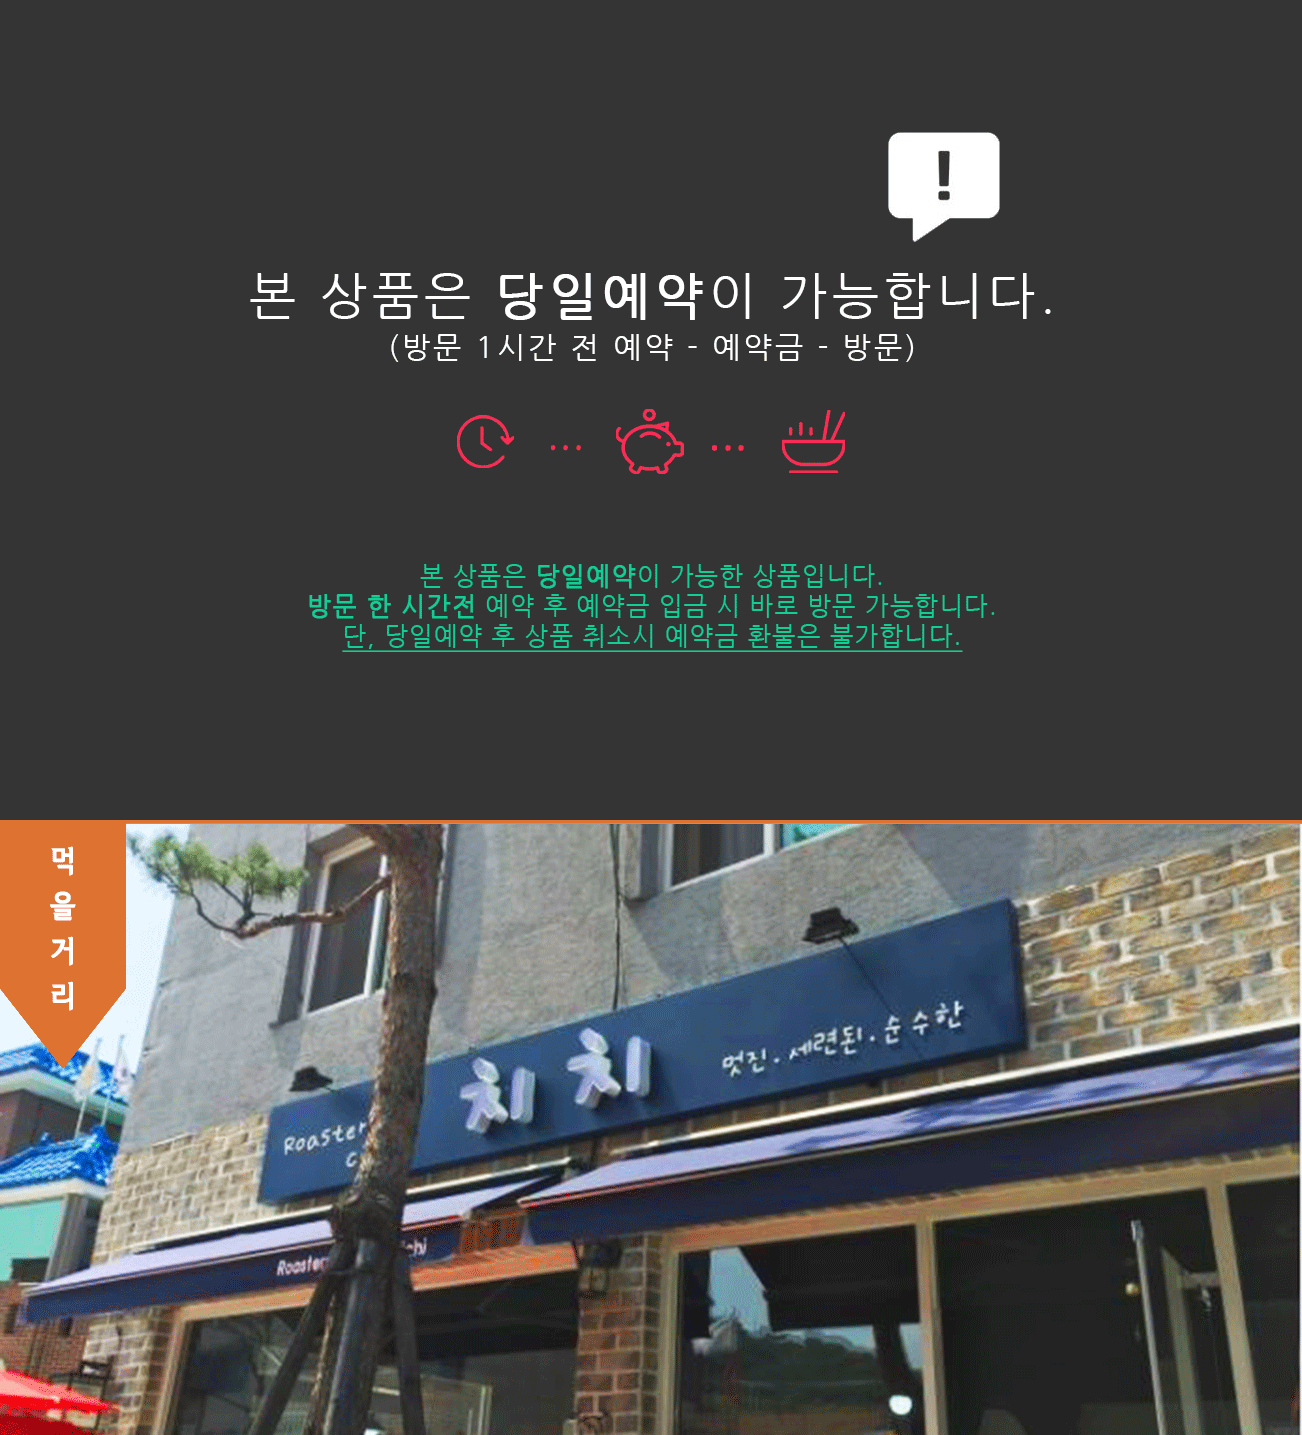 !
본 상품은 당일예약이 가능합니다.
(방문 1시간 전 예약 - 예약금 - 방문)
본 상품은 당일예약이 가능한 상품입니다.
방문 한 시간전 예약 후 예약금 입금 시 바로 방문 가능합니다.
단, 당일예약 후 상품 취소시 예약금 환불은 불가합니다.
먹을거리
치치
멋진.세련된.순수한